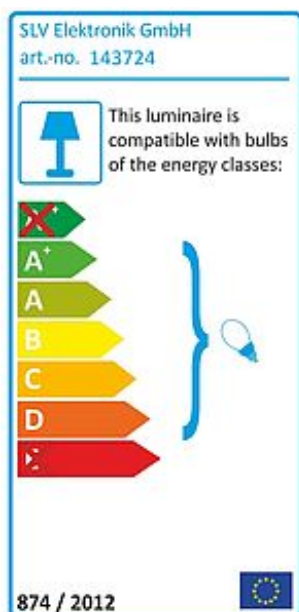 SLV Elektronik GmbH
art.-no. 143724
This luminaire is
compatible with bulbs
of the energy classes:
A+
A
B
C
D
874 / 2012